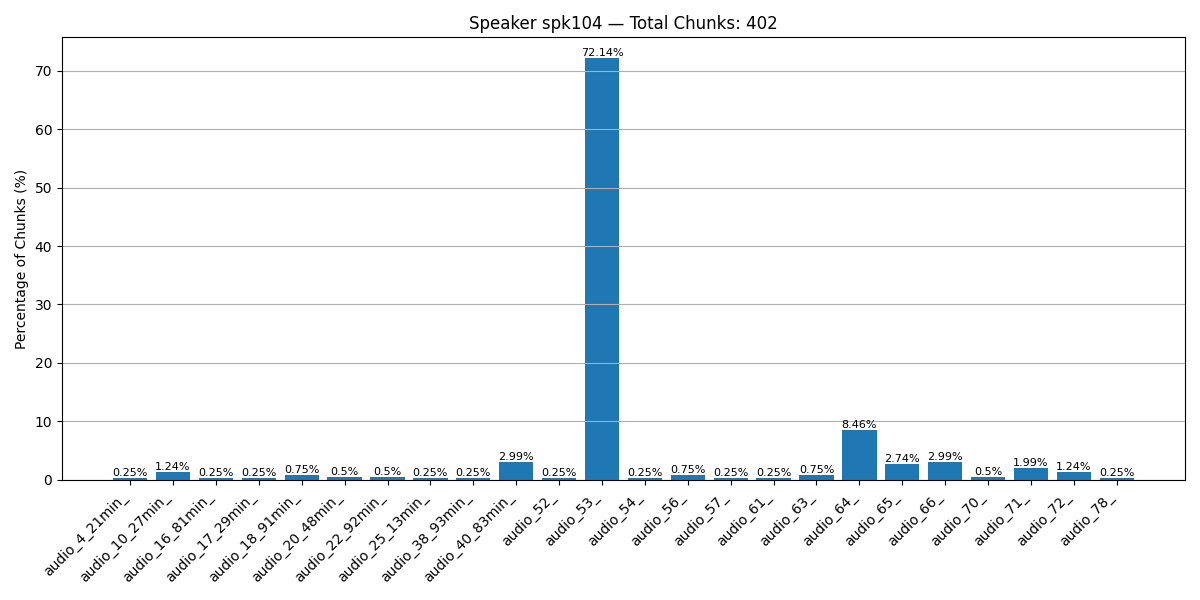 Speaker spk104 — Total Chunks: 402
Percentage of Chunks (%)
70
60
50
40
30
20
10
0
0.25%
1.24%
0.25%
0.25%
0.75%
0.5%
0.5%
0.25%
0.25%
2.99%
0.25%
72.14%
0.25%
0.75%
0.25%
0.25%
0.75%
8.46%
2.74%
2.99%
0.5%
1.99%
1.24%
0.25%
audio_4_21min_
audio_10_27min_
audio_16_81min_
audio_17_29min_
audio_18_91min_
audio_20_48min_
audio_22_92min_
audio_25_13min_
audio_38_93min_
audio_40_83min_
audio_52_
audio_53_
audio_54_
audio_56_
audio_57_
audio_61_
audio_63_
audio_64_
audio_65_
audio_66_
audio_70_
audio_71_
audio_72_
audio_78_